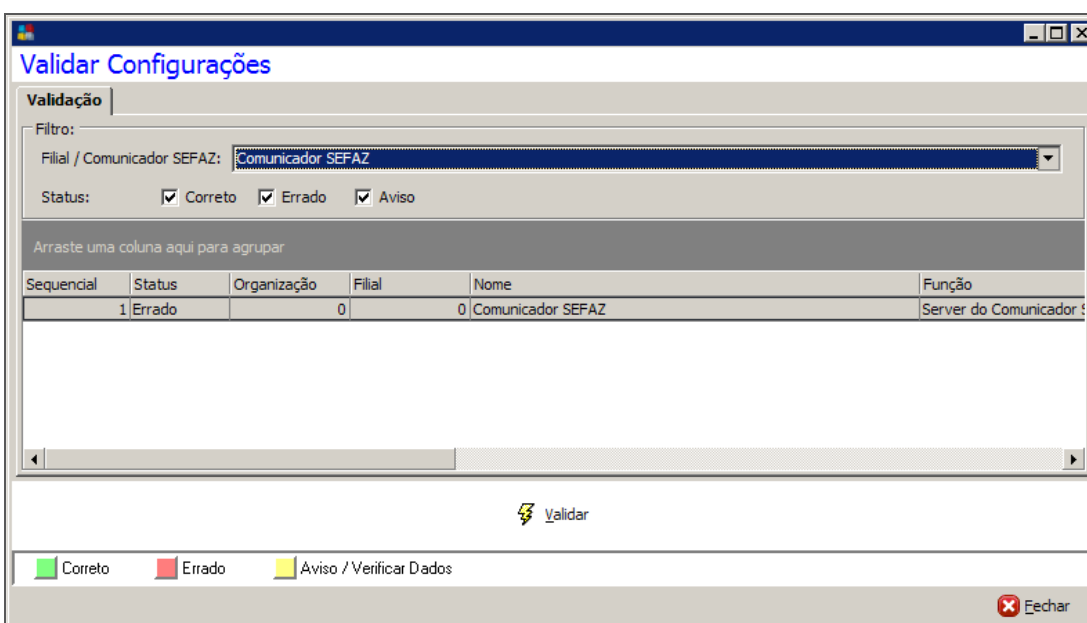 Validar Configurações
Validação
Filtro:
Filial / Comunicador SEFAZ: Comunicador SEFAZ
Status: Correto Errado Aviso
Arraste uma coluna aqui para agrupar
Sequencial Status Organização Filial Nome Função
1 Errado 0 0 Comunicador SEFAZ Server do Comunicador
Validar
Correto Errado Aviso / Verificar Dados
Fechar